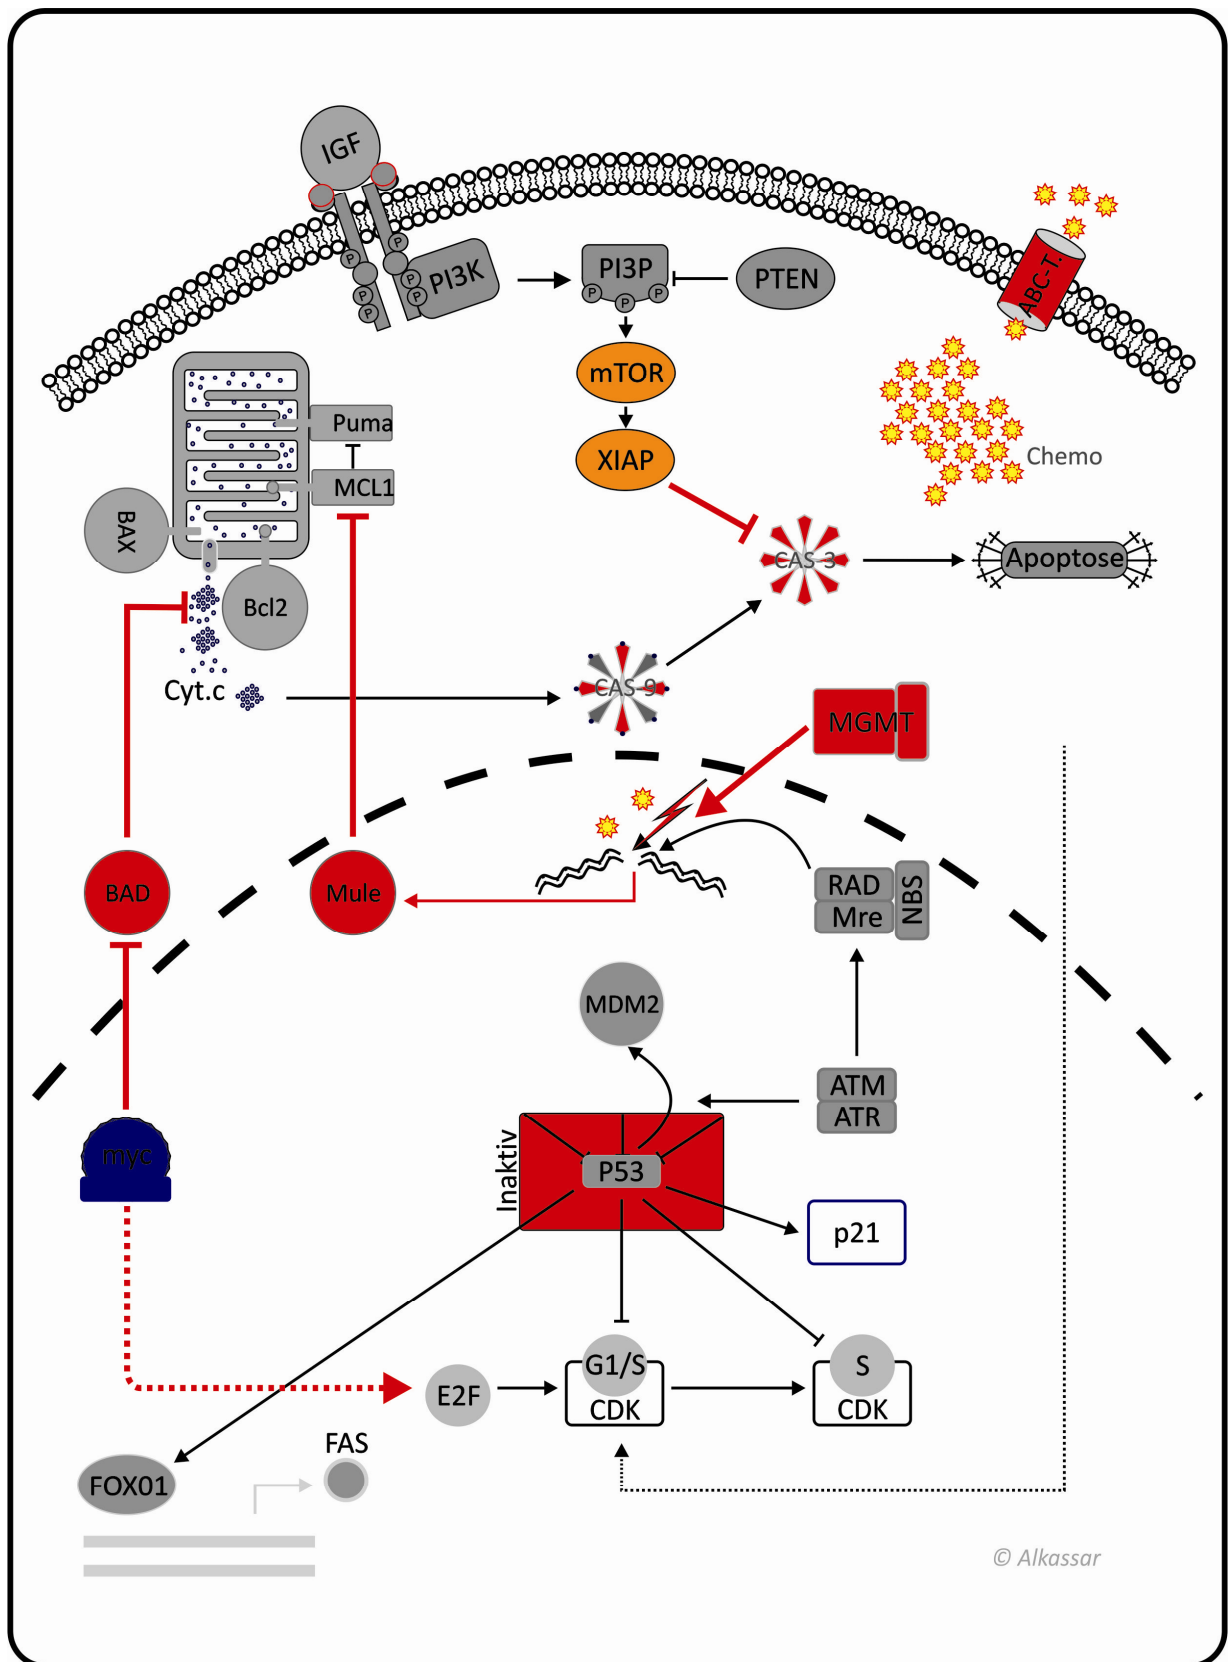 IGF
P
P
P
P
P
P
P
PI3K
PI3P
P
P
P
PTEN
ABC-T.
mTOR
Puma
XIAP
MCL1
Chemo
BAX
CAS-3
Apoptose
Bcl2
Cyt.c
CAS-9
MGMT
BAD
Mule
RAD
Mre
NBS
MDM2
ATM
ATR
myc
Inaktiv
P53
p21
G1/S
CDK
S
CDK
E2F
FAS
FOX01
© Alkassar